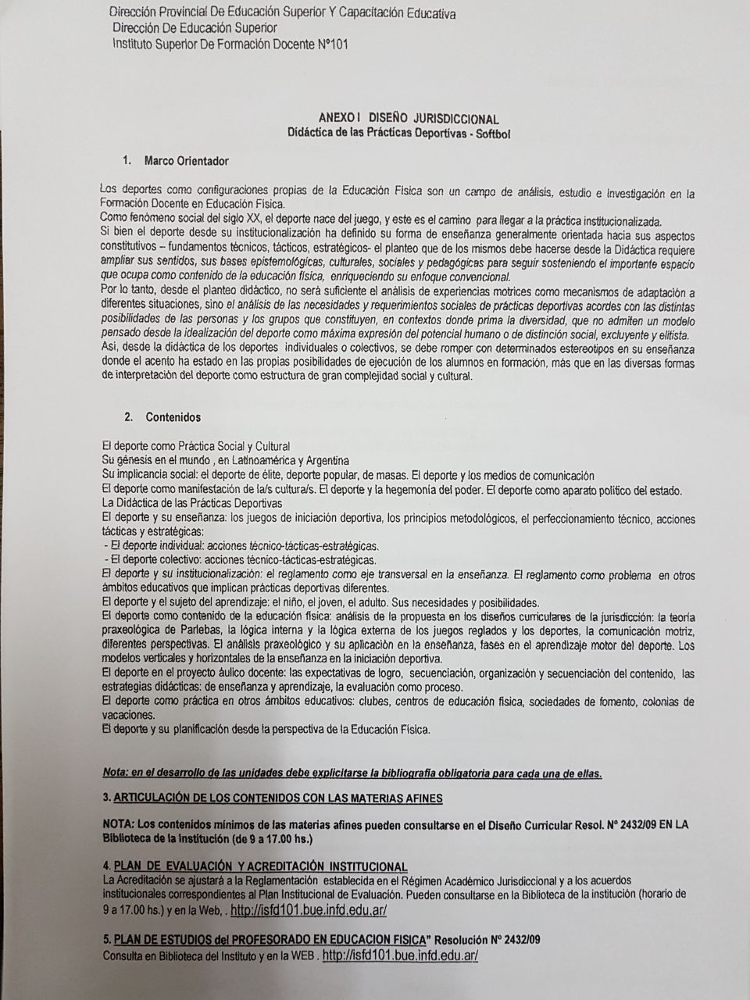 Dirección Provincial De Educación Superior Y Capacitación Educativa
Dirección De Educación Superior
Instituto Superior De Formación Docente Nº101
ANEXO I DISEÑO JURISDICCIONAL
Didáctica de las Prácticas Deportivas - Softbol
1. Marco Orientador
Los deportes como configuraciones propias de la Educación Física son un campo de análisis, estudio e investigación en la
Formación Docente en Educación Física.
Como fenómeno social del siglo XX, el deporte nace del juego, y este es el camino para llegar a la práctica institucionalizada.
Si bien el deporte desde su institucionalización ha definido su forma de enseñanza generalmente orientada hacia sus aspectos
constitutivos – fundamentos técnicos, tácticos, estratégicos- el planteo que de los mismos debe hacerse desde la Didáctica requiere
ampliar sus sentidos, sus bases epistemológicas, culturales, sociales y pedagógicas para seguir sosteniendo el importante espacio
que ocupa como contenido de la educación física, enriqueciendo su enfoque convencional.
Por lo tanto, desde el planteo didáctico, no será suficiente el análisis de experiencias motrices como mecanismos de adaptación a
diferentes situaciones, sino el análisis de las necesidades y requerimientos sociales de prácticas deportivas acordes con las distintas
posibilidades de las personas y los grupos que constituyen, en contextos donde prima la diversidad, que no admiten un modelo
pensado desde la idealización del deporte como máxima expresión del potencial humano o de distinción social, excluyente y elitista.
Asi, desde la didáctica de los deportes individuales o colectivos, se debe romper con determinados estereotipos en su enseñanza
donde el acento ha estado en las propias posibilidades de ejecución de los alumnos en formación, más que en las diversas formas
de interpretación del deporte como estructura de gran complejidad social y cultural.
2. Contenidos
El deporte como Práctica Social y Cultural
Su génesis en el mundo , en Latinoamérica y Argentina
Su implicancia social: el deporte de élite, deporte popular, de masas. El deporte y los medios de comunicación
El deporte como manifestación de la/s cultura/s. El deporte y la hegemonía del poder. El deporte como aparato político del estado.
La Didáctica de las Prácticas Deportivas
El deporte y su enseñanza: los juegos de iniciación deportiva, los principios metodológicos, el perfeccionamiento técnico, acciones
tácticas y estratégicas:
- El deporte individual: acciones técnico-tácticas-estratégicas.
- El deporte colectivo: acciones técnico-tácticas-estratégicas.
El deporte y su institucionalización: el reglamento como eje transversal en la enseñanza. El reglamento como problema en otros
ámbitos educativos que implican prácticas deportivas diferentes.
El deporte y el sujeto del aprendizaje: el niño, el joven, el adulto. Sus necesidades y posibilidades.
El deporte como contenido de la educación física: análisis de la propuesta en los diseños curriculares de la jurisdicción: la teoría
praxeológica de Parlebas, la lógica interna y la lógica externa de los juegos reglados y los deportes, la comunicación motriz,
diferentes perspectivas. El análisis praxeológico y su aplicación en la enseñanza, fases en el aprendizaje motor del deporte. Los
modelos verticales y horizontales de la enseñanza en la iniciación deportiva.
El deporte en el proyecto áulico docente: las expectativas de logro, secuenciación, organización y secuenciación del contenido, las
estrategias didácticas: de enseñanza y aprendizaje, la evaluación como proceso.
El deporte como práctica en otros ámbitos educativos: clubes, centros de educación física, sociedades de fomento, colonias de
vacaciones.
El deporte y su planificación desde la perspectiva de la Educación Física.
Nota: en el desarrollo de las unidades debe explicitarse la bibliografía obligatoria para cada una de ellas.
3. ARTICULACIÓN DE LOS CONTENIDOS CON LAS MATERIAS AFINES
NOTA: Los contenidos mínimos de las materias afines pueden consultarse en el Diseño Curricular Resol. Nº 2432/09 EN LA
Biblioteca de la Institución (de 9 a 17.00 hs.)
4. PLAN DE EVALUACIÓN Y ACREDITACIÓN INSTITUCIONAL
La Acreditación se ajustará a la Reglamentación establecida en el Régimen Académico Jurisdiccional y a los acuerdos
institucionales correspondientes al Plan Institucional de Evaluación. Pueden consultarse en la Biblioteca de la institución (horario de
9 a 17.00 hs.) y en la Web, . http://isfd101.bue.infd.edu.ar/
5. PLAN DE ESTUDIOS del PROFESORADO EN EDUCACION FISICA” Resolución Nº 2432/09
Consulta en Biblioteca del Instituto y en la WEB . http://isfd101.bue.infd.edu.ar/